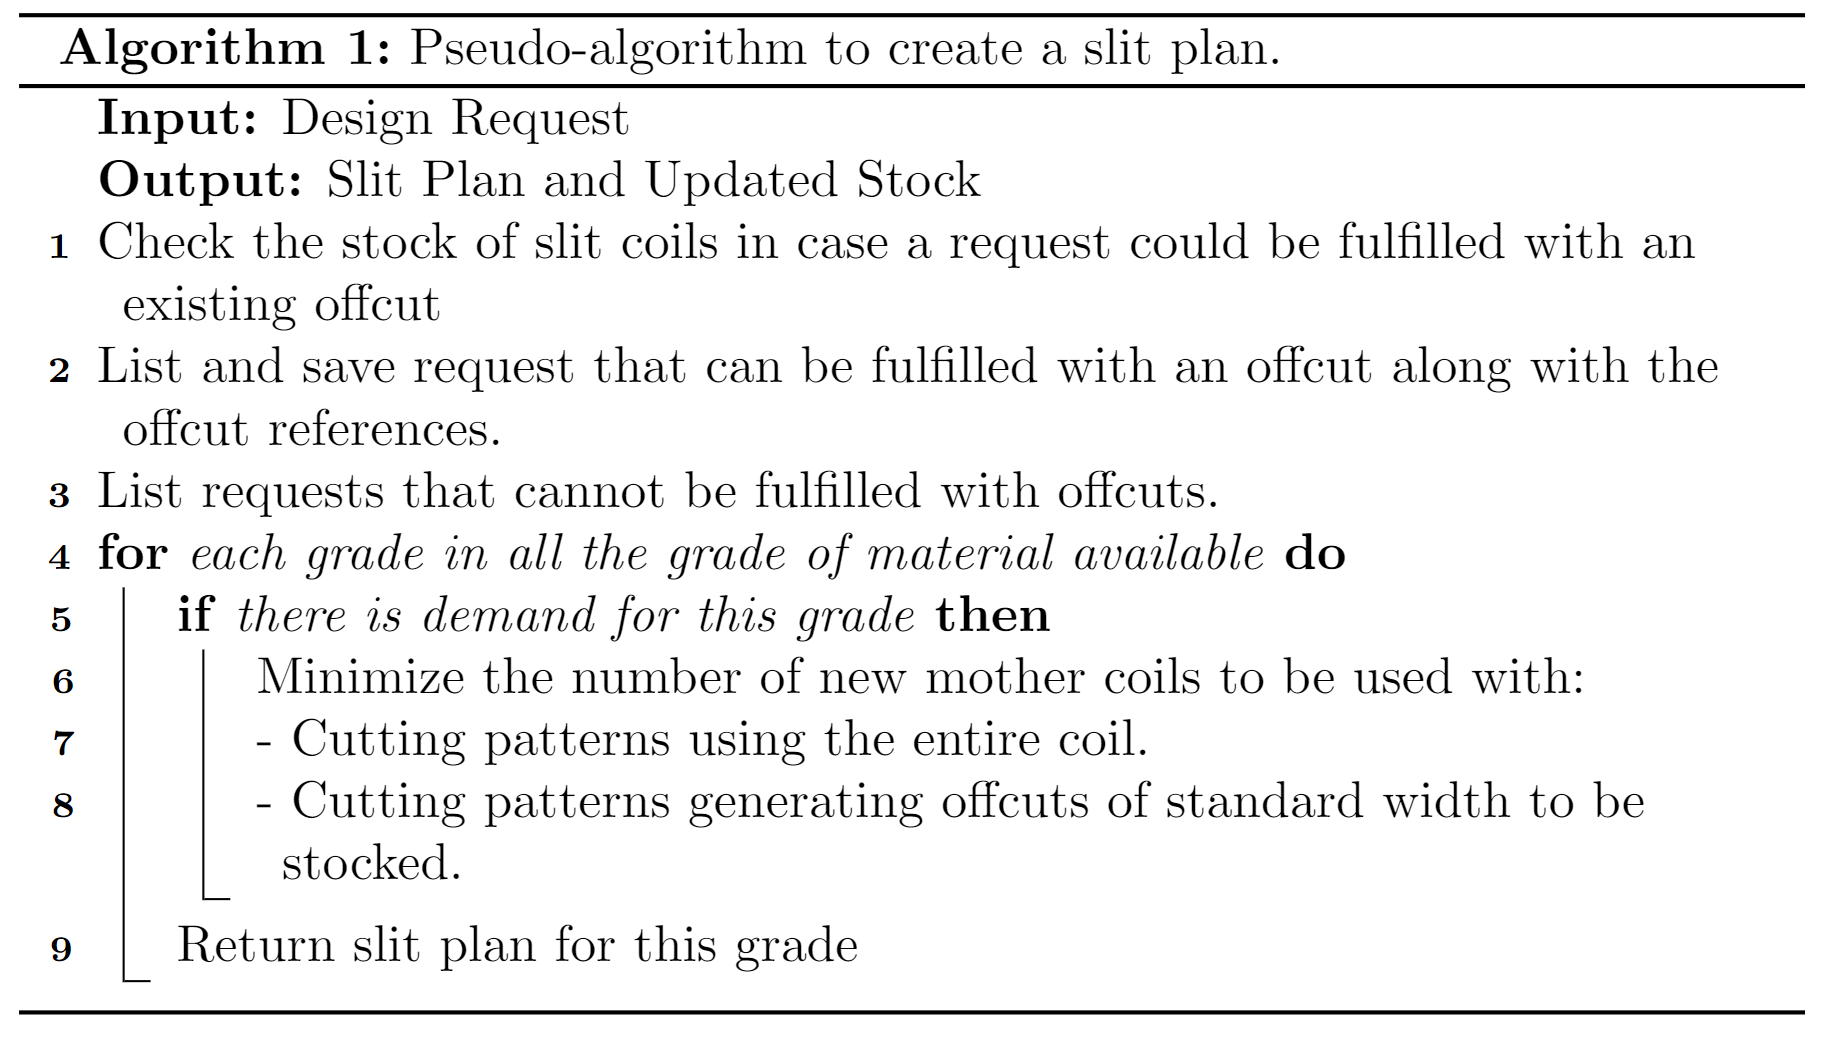 Algorithm 1: Pseudo-algorithm to create a slit plan.
Input: Design Request
Output: Slit Plan and Updated Stock
1 Check the stock of slit coils in case a request could be fulfilled with an
existing offcut
2 List and save request that can be fulfilled with an offcut along with the
offcut references.
3 List requests that cannot be fulfilled with offcuts.
4 for each grade in all the grade of material available do
5 if there is demand for this grade then
6 Minimize the number of new mother coils to be used with:
7 - Cutting patterns using the entire coil.
8 - Cutting patterns generating offcuts of standard width to be
stocked.
9 Return slit plan for this grade